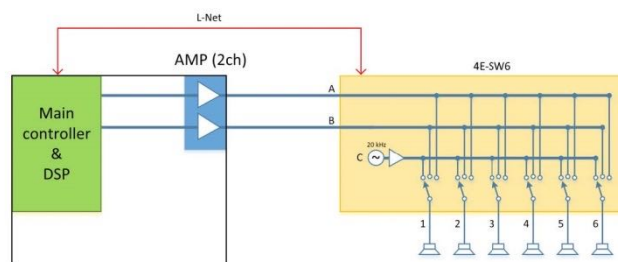 L-Net
AMP (2ch)
4E-SW6
Main
controller
&
DSP
A
B
20 kHz
C
1 2 3 4 5 6